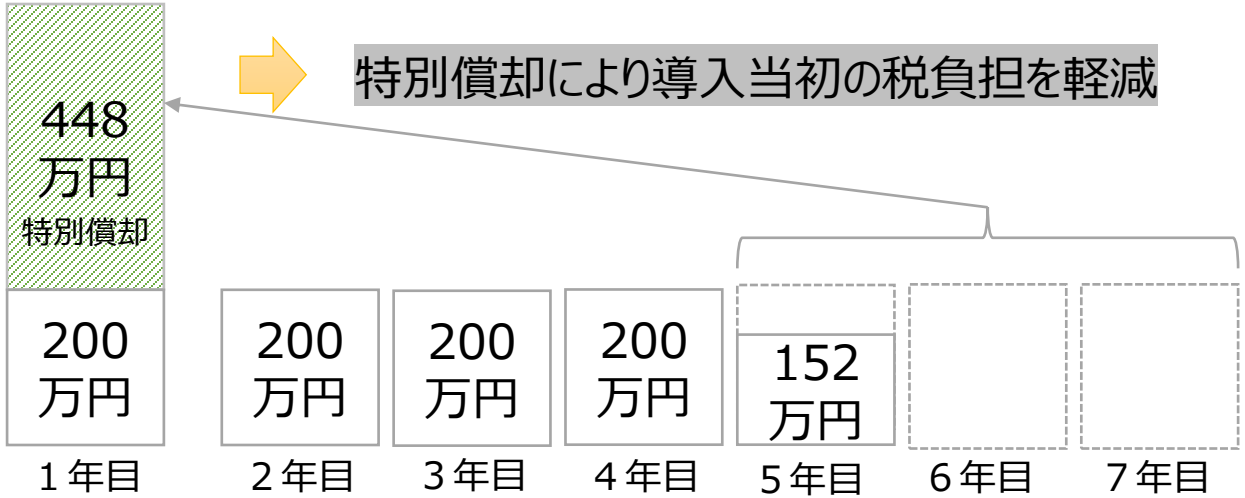 特別償却により導入当初の税負担を軽減
448
万円
特別償却
200
万円
200
万円
200
万円
200
万円
152
万円
１年目
２年目
３年目
４年目
５年目
６年目
７年目